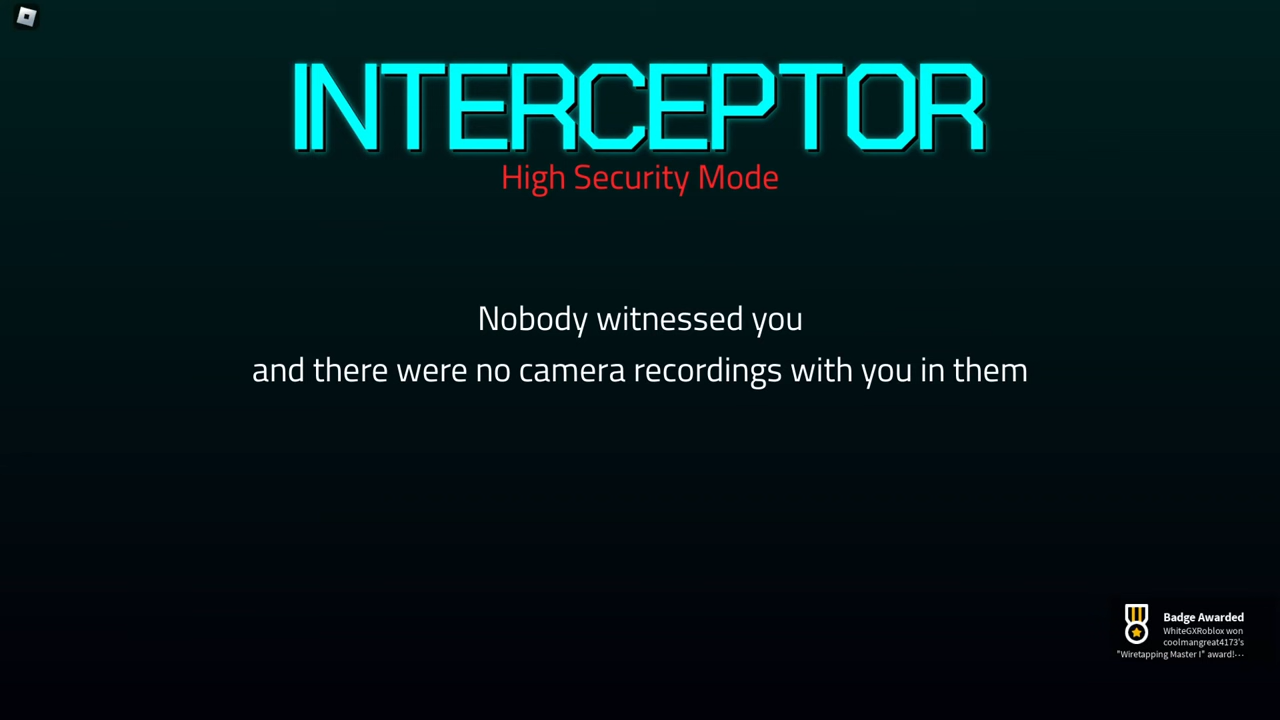 INTERCEPTOR
High Security Mode
Nobody witnessed you
and there were no camera recordings with you in them
Badge Awarded
WhiteGXRoblox won
coolmangreat4173's
"Wiretapping Master I" award!···